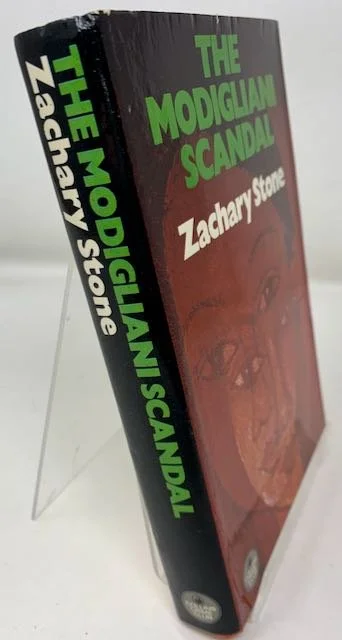 THE MODIGLIANI SCANDAL
Zachary Stone
THE
MODIGLIANI
SCANDAL
Zachary Stone